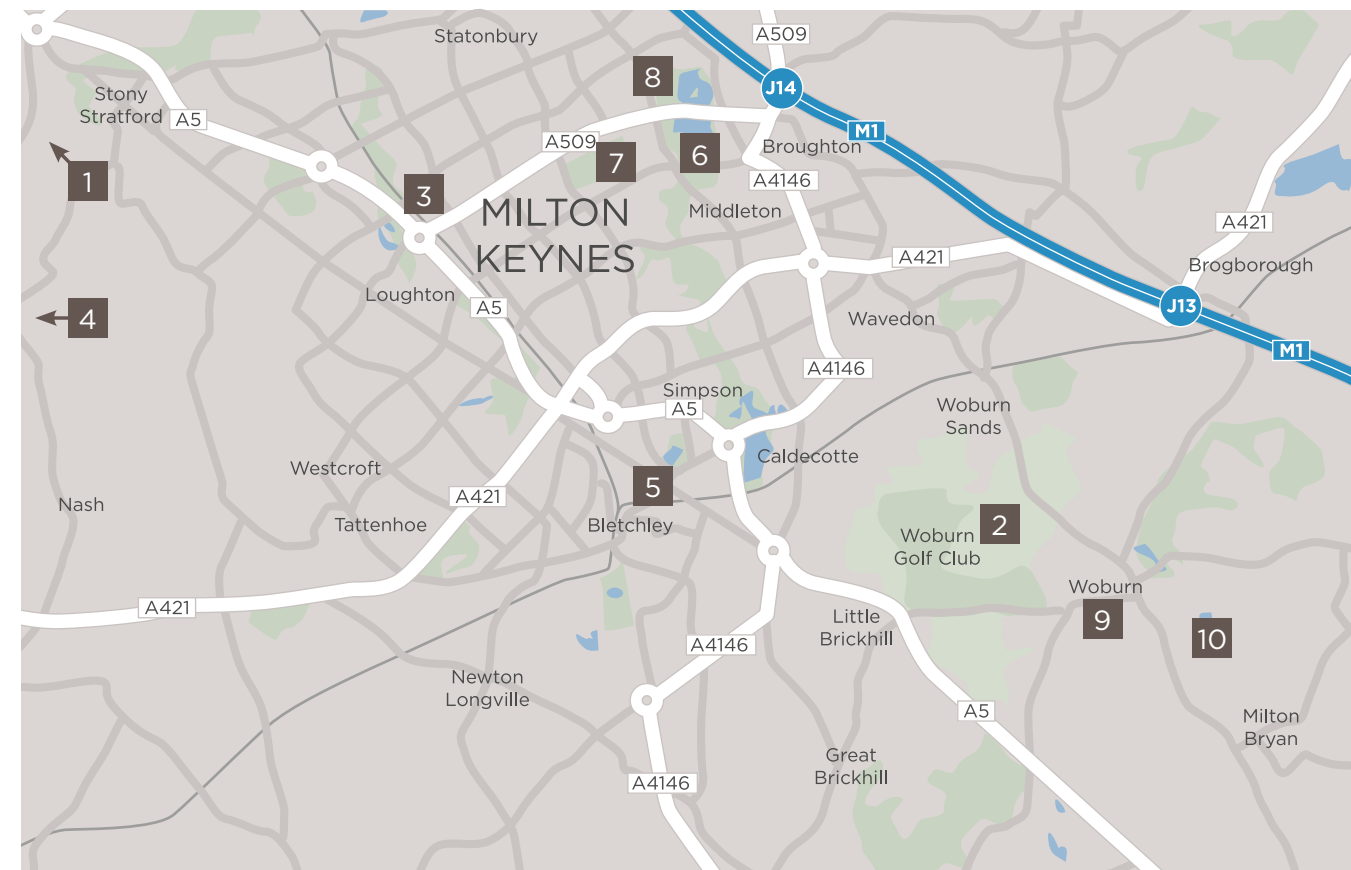 A509
Statonbury
8
J14
Stony
Stratford
A5
M1
A509
Broughton
7
6
1
A4146
3
MILTON
KEYNES
Middleton
A421
A421
Brogborough
Loughton
A5
J13
4
Wavedon
M1
A4146
Simpson
A5
Woburn
Sands
Caldecotte
Westcroft
5
A421
Nash
Tattenhoe
Bletchley
2
Woburn
Golf Club
Woburn
A421
9
Little
Brickhill
10
A4146
Newton
Longville
A5
Milton
Bryan
Great
Brickhill
A4146